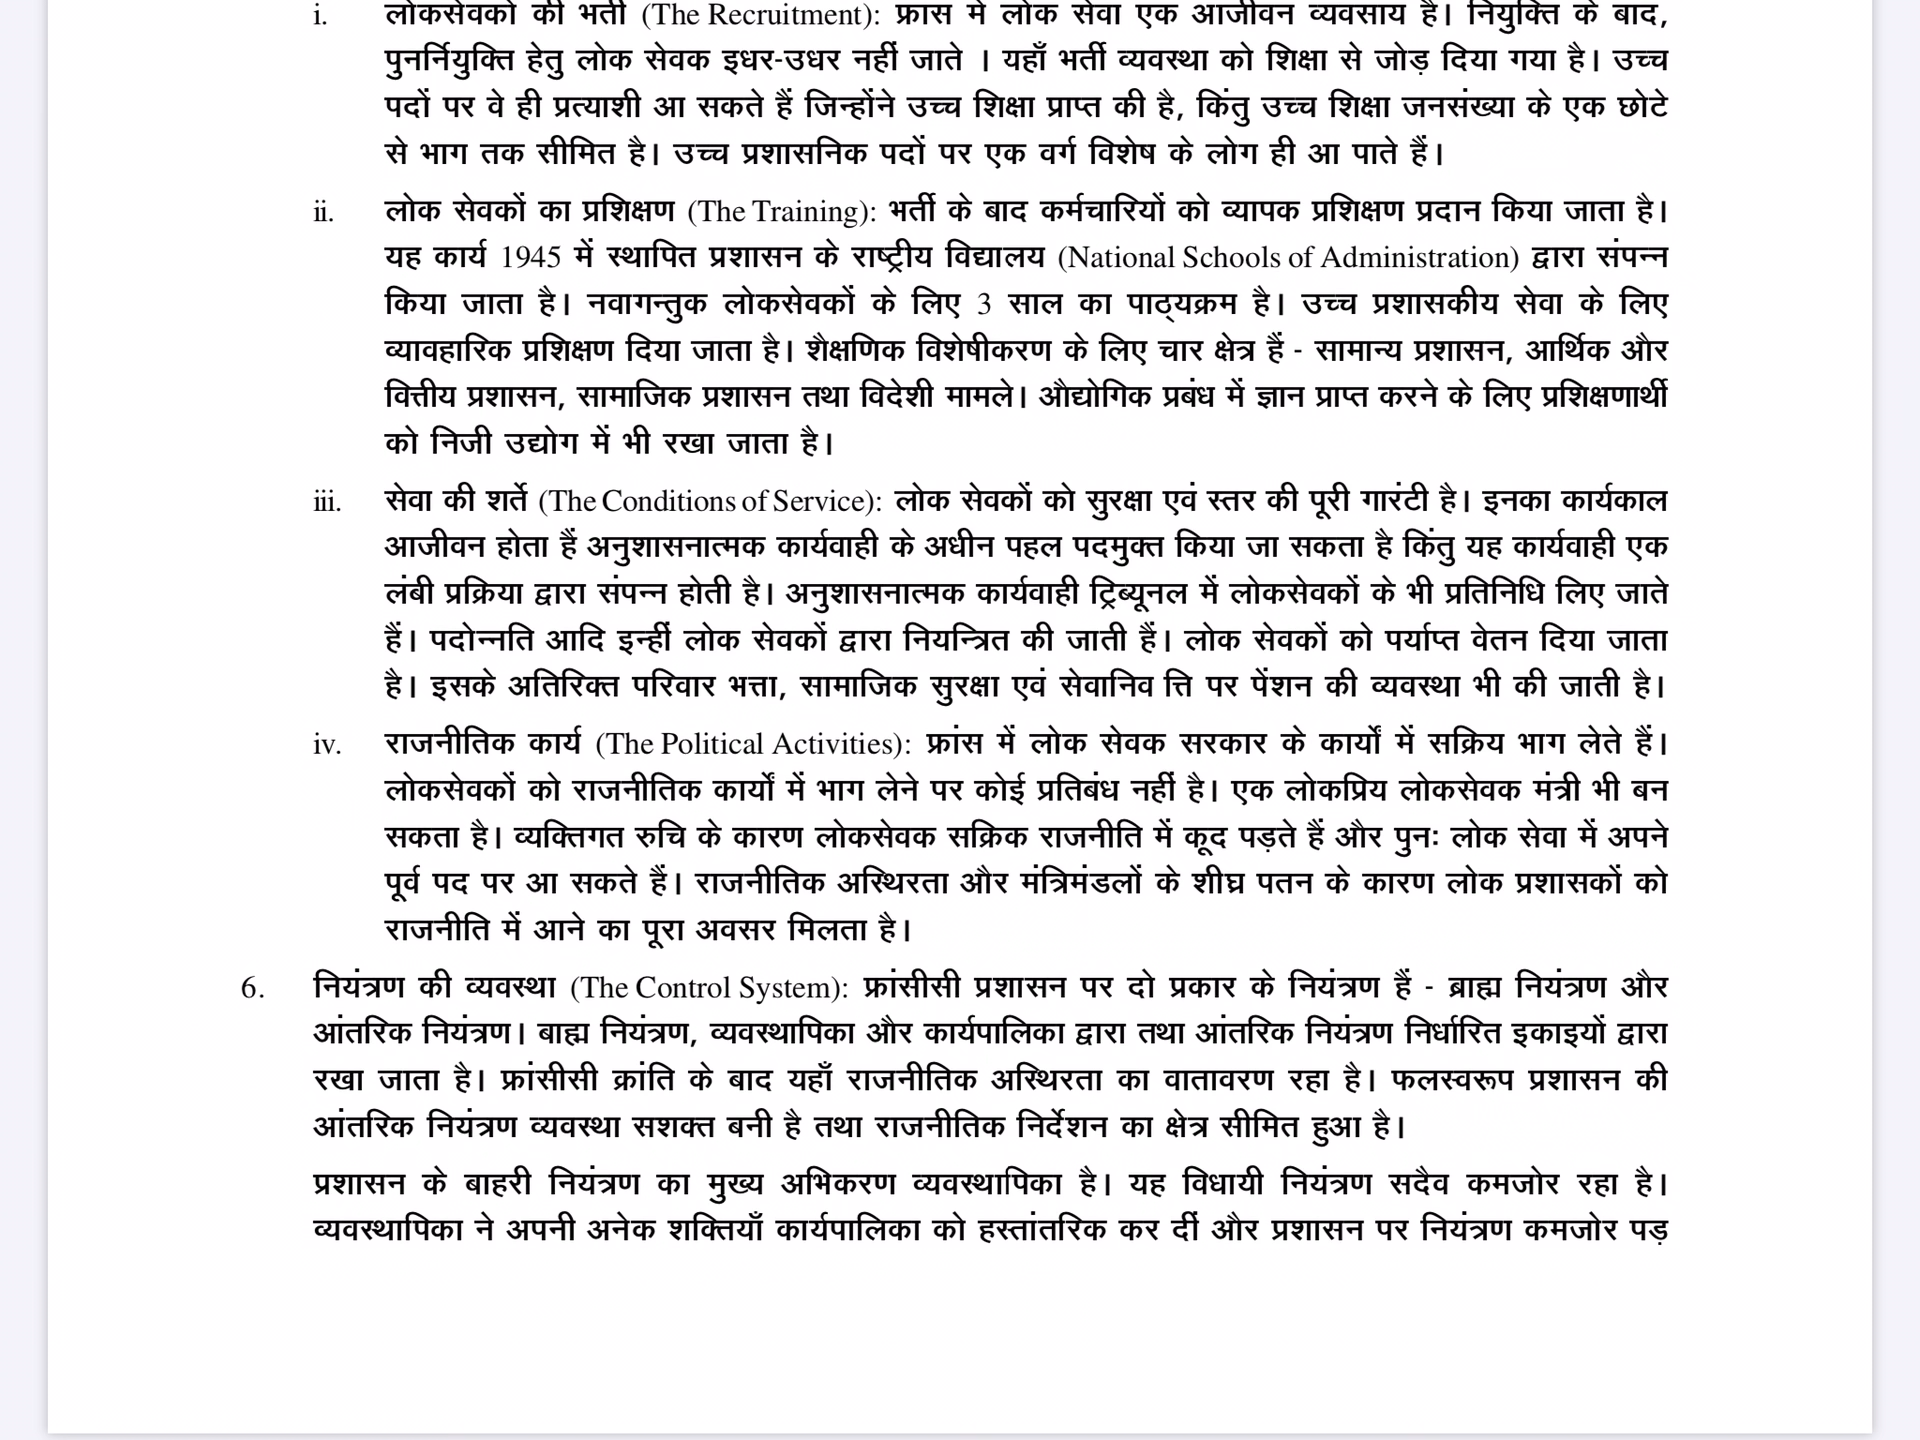 i. लोकसेवकों की भर्ती (The Recruitment): फ्रांस में लोक सेवा एक आजीवन व्यवसाय है। नियुक्ति के बाद,
पुनर्नियुक्ति हेतु लोक सेवक इधर-उधर नहीं जाते । यहाँ भर्ती व्यवस्था को शिक्षा से जोड़ दिया गया है। उच्च
पदों पर वे ही प्रत्याशी आ सकते हैं जिन्होंने उच्च शिक्षा प्राप्त की है, किंतु उच्च शिक्षा जनसंख्या के एक छोटे
से भाग तक सीमित है। उच्च प्रशासनिक पदों पर एक वर्ग विशेष के लोग ही आ पाते हैं।
ii. लोक सेवकों का प्रशिक्षण (The Training): भर्ती के बाद कर्मचारियों को व्यापक प्रशिक्षण प्रदान किया जाता है।
यह कार्य 1945 में स्थापित प्रशासन के राष्ट्रीय विद्यालय (National Schools of Administration) द्वारा संपन्न
किया जाता है। नवागन्तुक लोकसेवकों के लिए 3 साल का पाठ्यक्रम है। उच्च प्रशासकीय सेवा के लिए
व्यावहारिक प्रशिक्षण दिया जाता है। शैक्षणिक विशेषीकरण के लिए चार क्षेत्र हैं - सामान्य प्रशासन, आर्थिक और
वित्तीय प्रशासन, सामाजिक प्रशासन तथा विदेशी मामले। औद्योगिक प्रबंध में ज्ञान प्राप्त करने के लिए प्रशिक्षणार्थी
को निजी उद्योग में भी रखा जाता है।
iii. सेवा की शर्ते (The Conditions of Service): लोक सेवकों को सुरक्षा एवं स्तर की पूरी गारंटी है। इनका कार्यकाल
आजीवन होता हैं अनुशासनात्मक कार्यवाही के अधीन पहल पदमुक्त किया जा सकता है किंतु यह कार्यवाही एक
लंबी प्रक्रिया द्वारा संपन्न होती है। अनुशासनात्मक कार्यवाही ट्रिब्यूनल में लोकसेवकों के भी प्रतिनिधि लिए जाते
हैं। पदोन्नति आदि इन्हीं लोक सेवकों द्वारा नियन्त्रित की जाती हैं। लोक सेवकों को पर्याप्त वेतन दिया जाता
है। इसके अतिरिक्त परिवार भत्ता, सामाजिक सुरक्षा एवं सेवानिव त्ति पर पेंशन की व्यवस्था भी की जाती है।
iv. राजनीतिक कार्य (The Political Activities): फ्रांस में लोक सेवक सरकार के कार्यों में सक्रिय भाग लेते हैं।
लोकसेवकों को राजनीतिक कार्यों में भाग लेने पर कोई प्रतिबंध नहीं है। एक लोकप्रिय लोकसेवक मंत्री भी बन
सकता है। व्यक्तिगत रुचि के कारण लोकसेवक सक्रिक राजनीति में कूद पड़ते हैं और पुनः लोक सेवा में अपने
पूर्व पद पर आ सकते हैं। राजनीतिक अस्थिरता और मंत्रिमंडलों के शीघ्र पतन के कारण लोक प्रशासकों को
राजनीति में आने का पूरा अवसर मिलता है।
6. नियंत्रण की व्यवस्था (The Control System): फ्रांसीसी प्रशासन पर दो प्रकार के नियंत्रण हैं - ब्राह्म नियंत्रण और
आंतरिक नियंत्रण। बाह्म नियंत्रण, व्यवस्थापिका और कार्यपालिका द्वारा तथा आंतरिक नियंत्रण निर्धारित इकाइयों द्वारा
रखा जाता है। फ्रांसीसी क्रांति के बाद यहाँ राजनीतिक अस्थिरता का वातावरण रहा है। फलस्वरूप प्रशासन की
आंतरिक नियंत्रण व्यवस्था सशक्त बनी है तथा राजनीतिक निर्देशन का क्षेत्र सीमित हुआ है।
प्रशासन के बाहरी नियंत्रण का मुख्य अभिकरण व्यवस्थापिका है। यह विधायी नियंत्रण सदैव कमजोर रहा है।
व्यवस्थापिका ने अपनी अनेक शक्तियाँ कार्यपालिका को हस्तांतरिक कर दीं और प्रशासन पर नियंत्रण कमजोर पड़